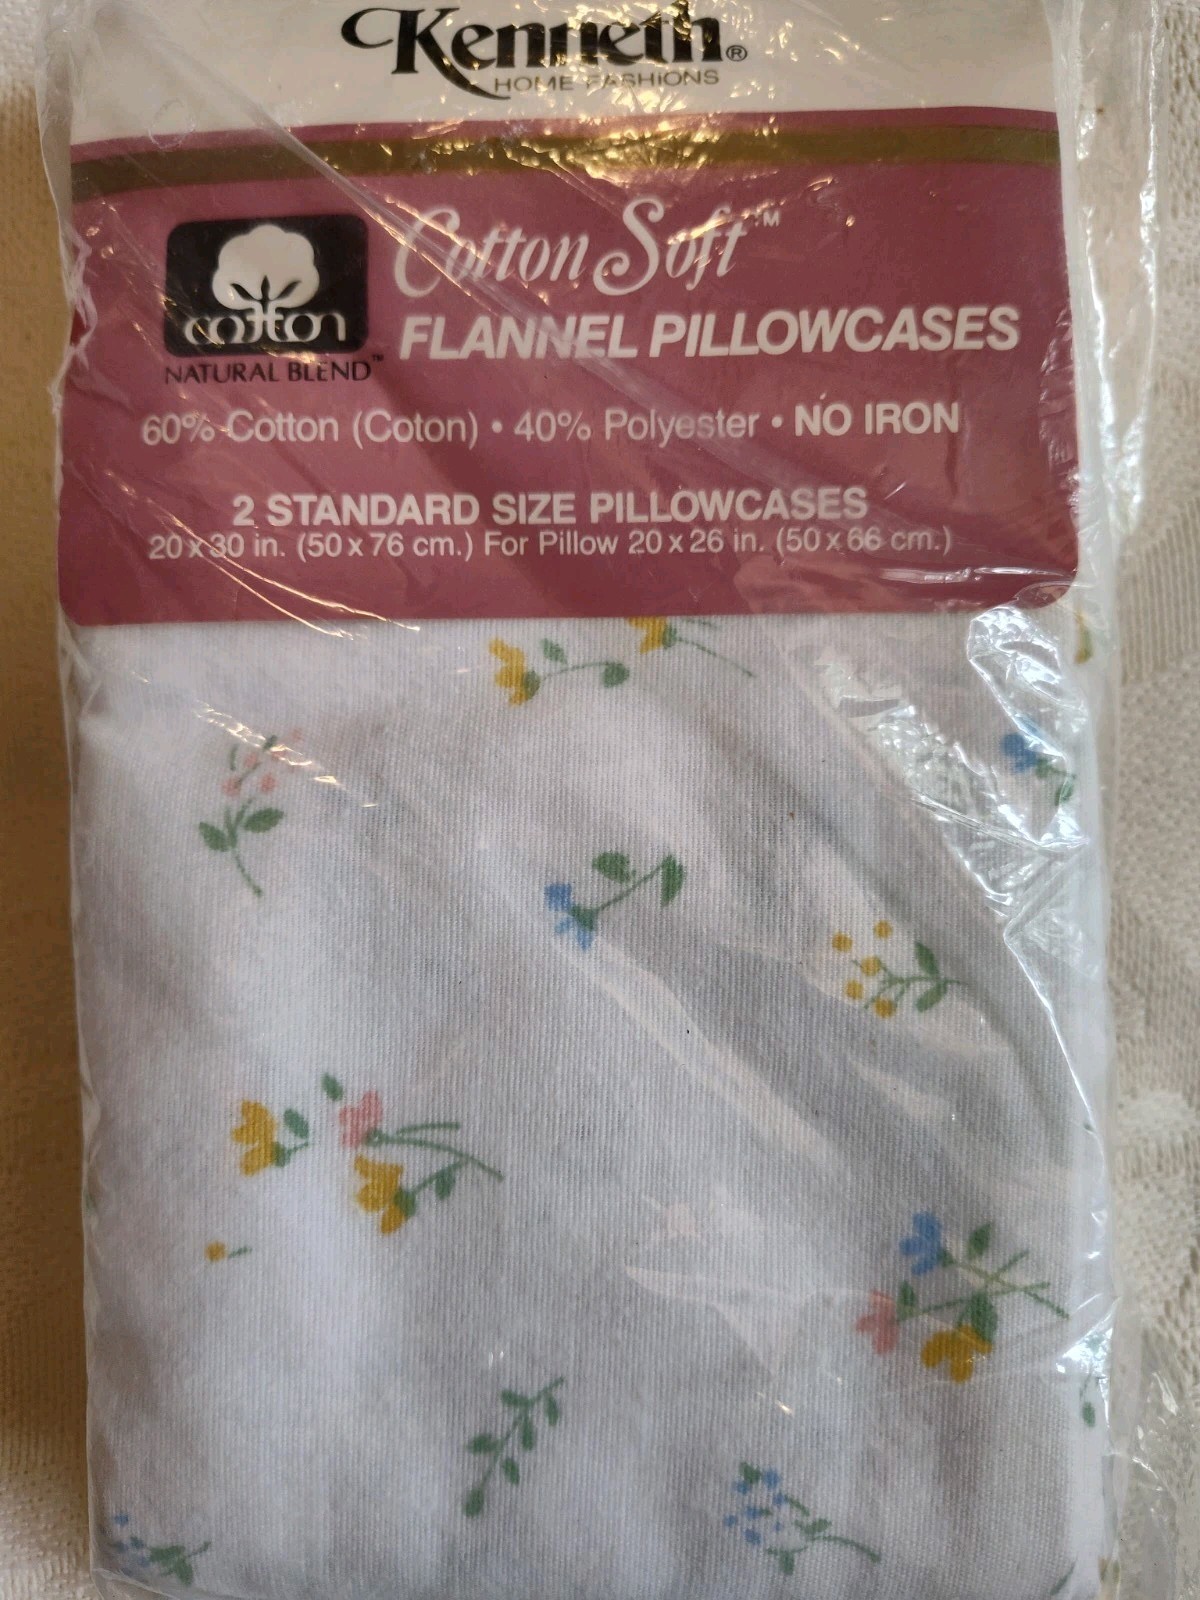 Kenneth®
HOME FASHIONS
Cotton Soft™
cotton
FLANNEL PILLOWCASES
NATURAL BLEND™
60% Cotton (Coton) • 40% Polyester • NO IRON
2 STANDARD SIZE PILLOWCASES
20 x 30 in. (50 x 76 cm.) For Pillow 20 x 26 in. (50 x 66 cm.)